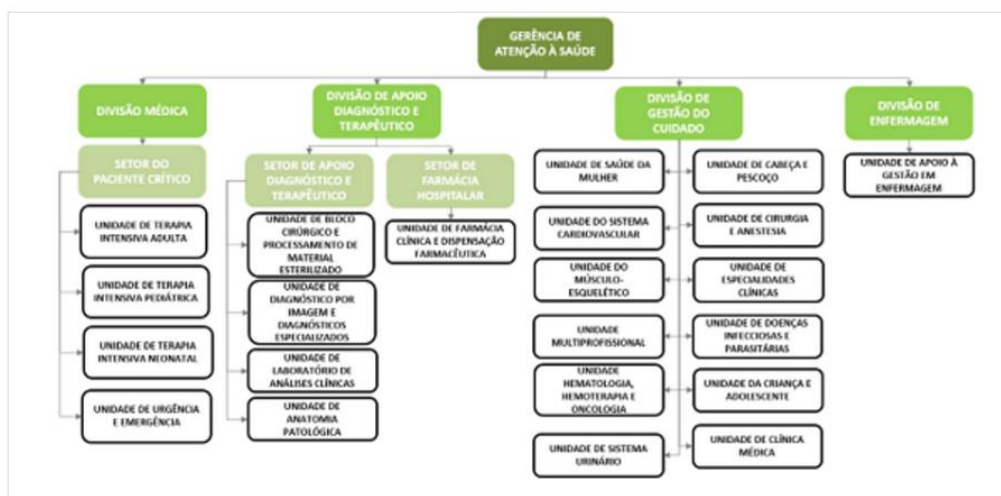 GERÊNCIA DE
ATENÇÃO À SAÚDE
DIVISÃO MÉDICA
SETOR DO
PACIENTE CRÍTICO
UNIDADE DE TERAPIA
INTENSIVA ADULTA
UNIDADE DE TERAPIA
INTENSIVA PEDIÁTRICA
UNIDADE DE TERAPIA
INTENSIVA NEONATAL
UNIDADE DE URGÊNCIA
E EMERGÊNCIA
DIVISÃO DE APOIO
DIAGNÓSTICO E
TERAPÊUTICO
SETOR DE APOIO
DIAGNÓSTICO E
TERAPÊUTICO
UNIDADE DE BLOCO
CIRÚRGICO E
PROCESSAMENTO DE
MATERIAL
ESTERILIZADO
UNIDADE DE
DIAGNÓSTICO POR
IMAGEM E
DIAGNÓSTICOS
ESPECIALIZADOS
UNIDADE DE
LABORATÓRIO DE
ANÁLISES CLÍNICAS
UNIDADE DE
ANATOMIA
PATOLÓGICA
SETOR DE
FARMÁCIA
HOSPITALAR
UNIDADE DE FARMÁCIA
CLÍNICA E DISPENSAÇÃO
FARMACÊUTICA
DIVISÃO DE
GESTÃO DO
CUIDADO
UNIDADE DE SAÚDE DA
MULHER
UNIDADE DO SISTEMA
CARDIOVASCULAR
UNIDADE DO
MÚSCULO-
ESQUELÉTICO
UNIDADE
MULTIPROFISSIONAL
UNIDADE
HEMATOLOGIA,
HEMOTERAPIA E
ONCOLOGIA
UNIDADE DE SISTEMA
URINÁRIO
UNIDADE DE CABEÇA E
PESCOÇO
UNIDADE DE CIRURGIA
E ANESTESIA
UNIDADE DE
ESPECIALIDADES
CLÍNICAS
UNIDADE DE DOENÇAS
INFECCIOSAS E
PARASITÁRIAS
UNIDADE DA CRIANÇA E
ADOLESCENTE
UNIDADE DE CLÍNICA
MÉDICA
DIVISÃO DE
ENFERMAGEM
UNIDADE DE APOIO À
GESTÃO EM
ENFERMAGEM